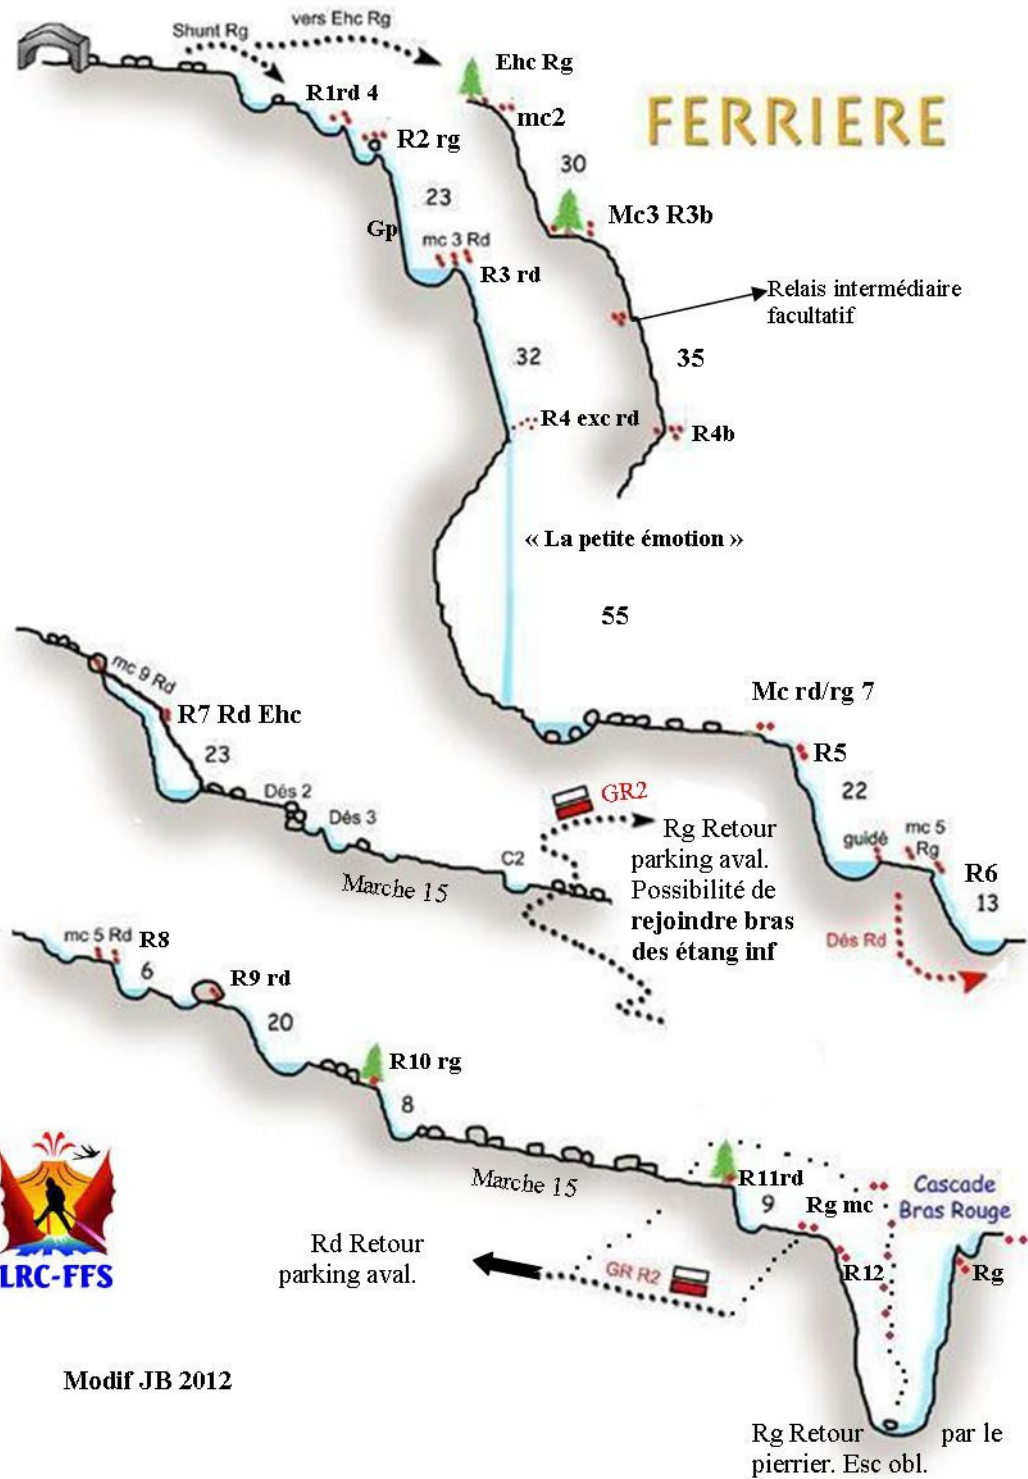 Shunt Rg
vers Ehc Rg
Ehc Rg
FERRIERE
R1rd 4
mc2
R2 rg
30
23
Mc3 R3b
Gp
mc 3 Rd
R3 rd
Relais intermédiaire
facultatif
32
35
R4 exc rd
R4b
« La petite émotion »
55
mc 9 Rd
Mc rd/rg 7
R7 Rd Ehc
R5
23
22
Dés 2
GR2
Dés 3
Rg Retour
parking aval.
Possibilité de
rejoindre bras
des étang inf
guidé
mc 5
Rg
C2
R6
Marche 15
13
Dés Rd
mc 5 Rd
R8
6
R9 rd
20
R10 rg
8
Marche 15
R11rd
9
Rg mc
Cascade
Bras Rouge
Rd Retour
parking aval.
GR R2
R12
Rg
LRC-FFS
Modif JB 2012
Rg Retour par le
pierrier. Esc obl.